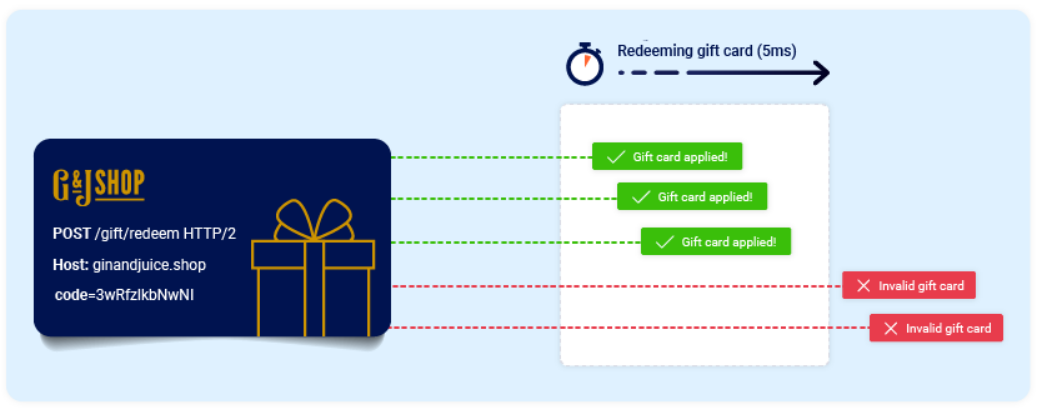 Redeeming gift card (5ms)
G&J SHOP
POST /gift/redeem HTTP/2
Host: ginandjuice.shop
code=3wRfzlkbNwNI
Gift card applied!
Gift card applied!
Gift card applied!
Invalid gift card
Invalid gift card